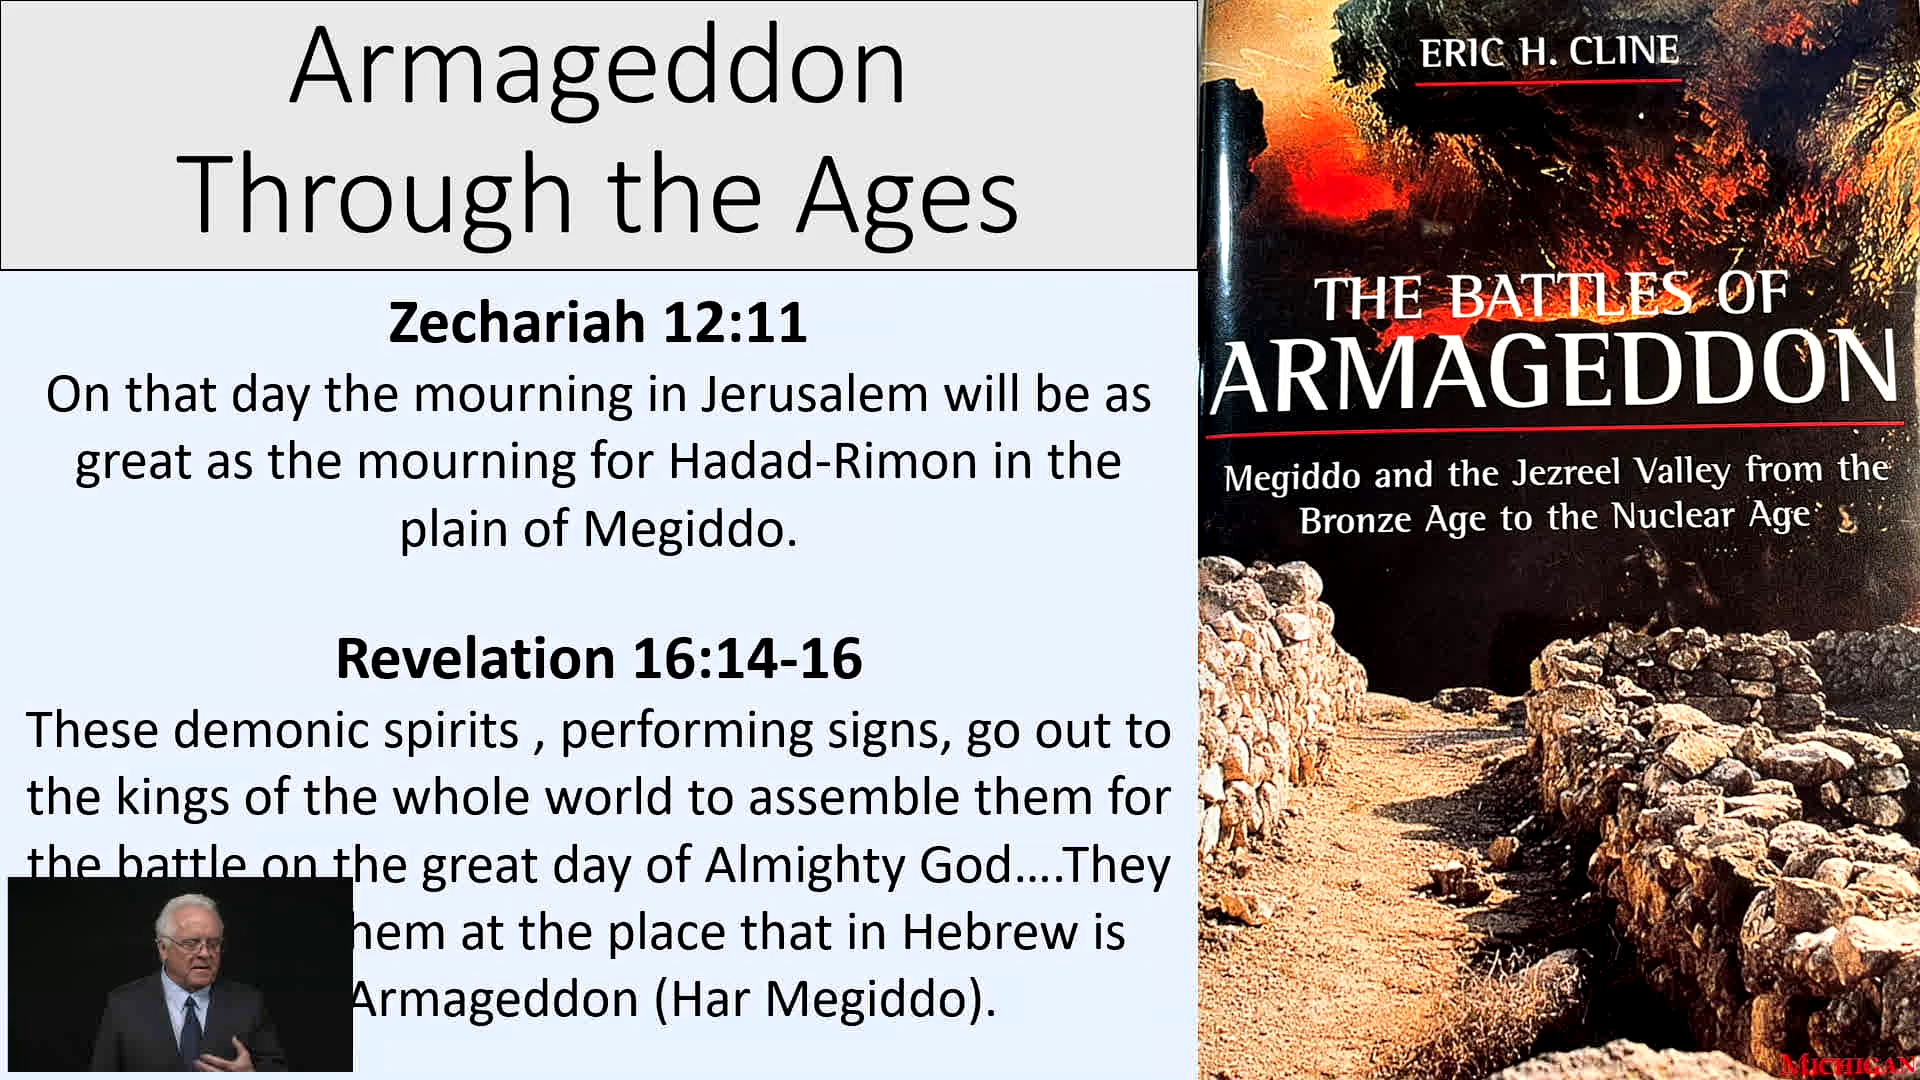 Armageddon
Through the Ages
Zechariah 12:11
On that day the mourning in Jerusalem will be as
great as the mourning for Hadad-Rimon in the
plain of Megiddo.
Revelation 16:14-16
These demonic spirits , performing signs, go out to
the kings of the whole world to assemble them for
the battle on the great day of Almighty God....They
hem at the place that in Hebrew is
Armageddon (Har Megiddo).
ERIC H. CLINE
THE BATTLES OF
ARMAGEDDON
Megiddo and the Jezreel Valley from the
Bronze Age to the Nuclear Age
MICHIGAN